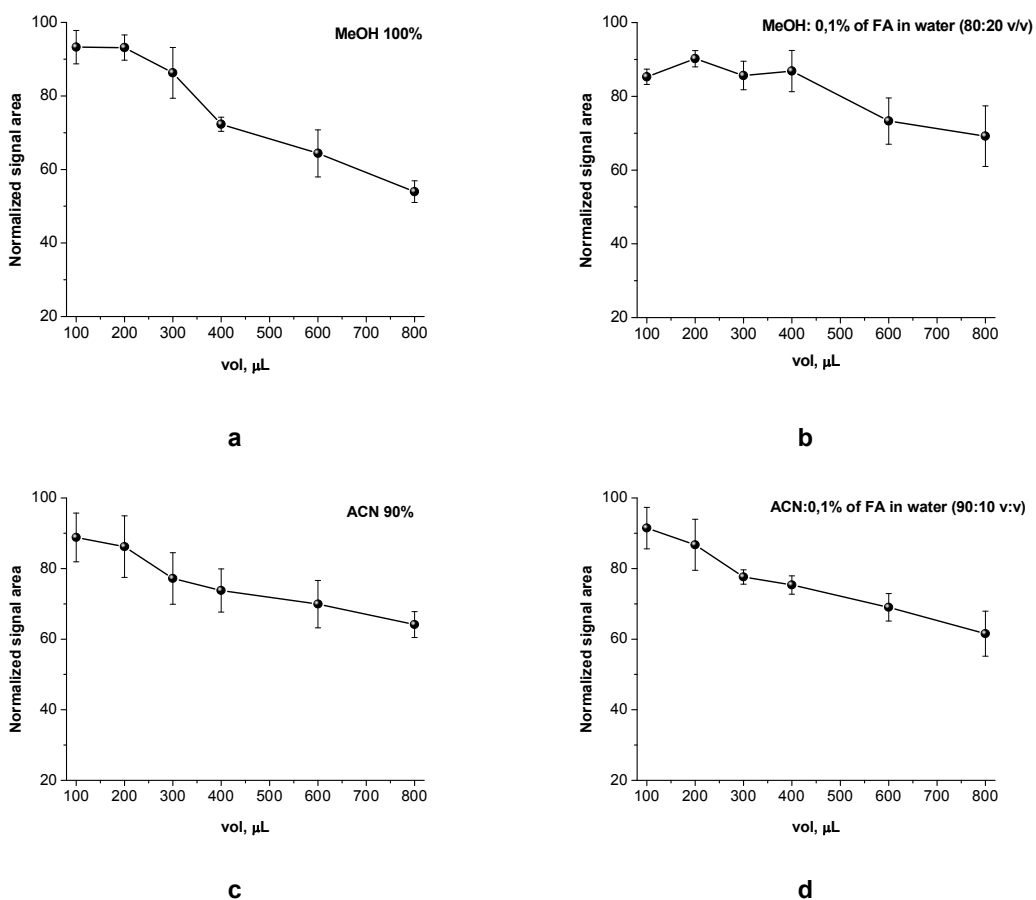 MeOH 100%
Normalized signal area
100
80
60
40
20
100 200 300 400 500 600 700 800
vol, μL
a
MeOH: 0,1% of FA in water (80:20 v/v)
Normalized signal area
100
80
60
40
20
100 200 300 400 500 600 700 800
vol, μL
b
ACN 90%
Normalized signal area
100
80
60
40
20
100 200 300 400 500 600 700 800
vol, μL
c
ACN:0,1% of FA in water (90:10 v:v)
Normalized signal area
100
80
60
40
20
100 200 300 400 500 600 700 800
vol, μL
d